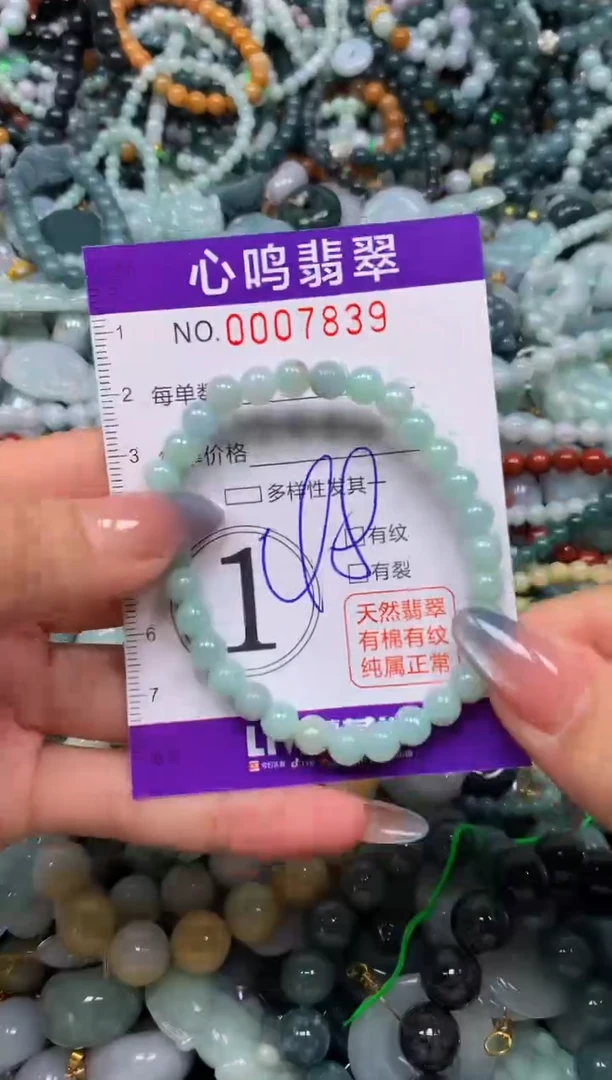 心鸣翡翠
NO.0007839
1
2
每单数
3
价格
多样性发其一
有纹
有裂
1
天然翡翠
有棉有纹
纯属正常
6
7